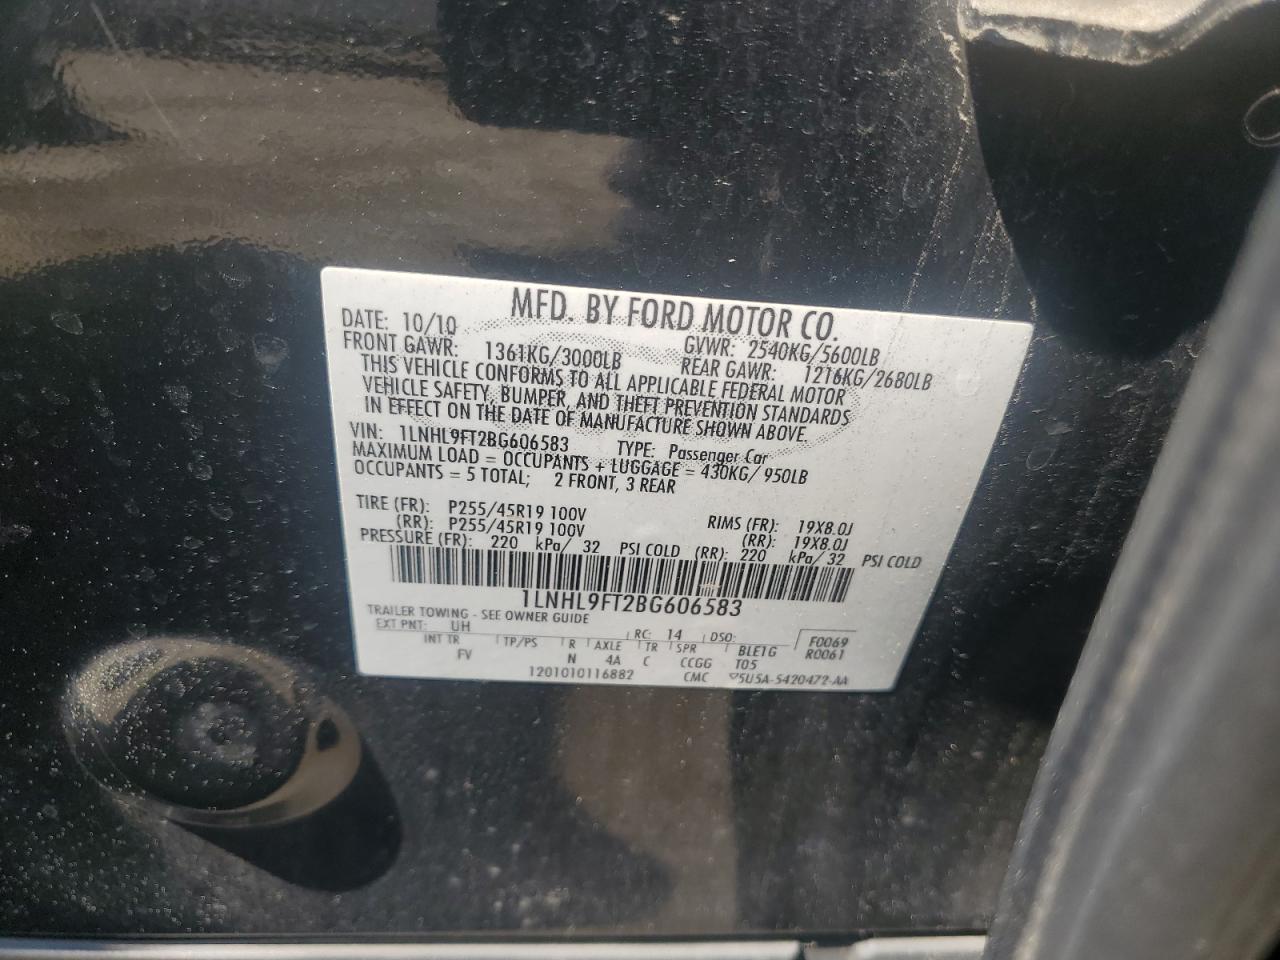 MFD. BY FORD MOTOR CO.
DATE: 10/10 GVWR: 2540KG/5600LB
FRONT GAWR: 1361KG/3000LB REAR GAWR: 1216KG/2680LB
THIS VEHICLE CONFORMS TO ALL APPLICABLE FEDERAL MOTOR
VEHICLE SAFETY, BUMPER, AND THEFT PREVENTION STANDARDS
IN EFFECT ON THE DATE OF MANUFACTURE SHOWN ABOVE.
VIN: 1LNHL9FT2BG606583 TYPE: Passenger Car
MAXIMUM LOAD = OCCUPANTS + LUGGAGE = 430KG/ 950LB
OCCUPANTS = 5 TOTAL; 2 FRONT, 3 REAR
TIRE (FR): P255/45R19 100V RIMS (FR): 19X8.0J
(RR): P255/45R19 100V (RR): 19X8.0J
PRESSURE (FR): 220 kPa/ 32 PSI COLD (RR): 220 kPa/ 32 PSI COLD
1LNHL9FT2BG606583
TRAILER TOWING - SEE OWNER GUIDE
EXT PNT: UH RC: 14 DSO: F0069
INT TR TP/PS R AXLE TR SPR BLE1G R0061
FV N 4A C CCGG T05
1201010116882 CMC 5U5A-5420472-AA